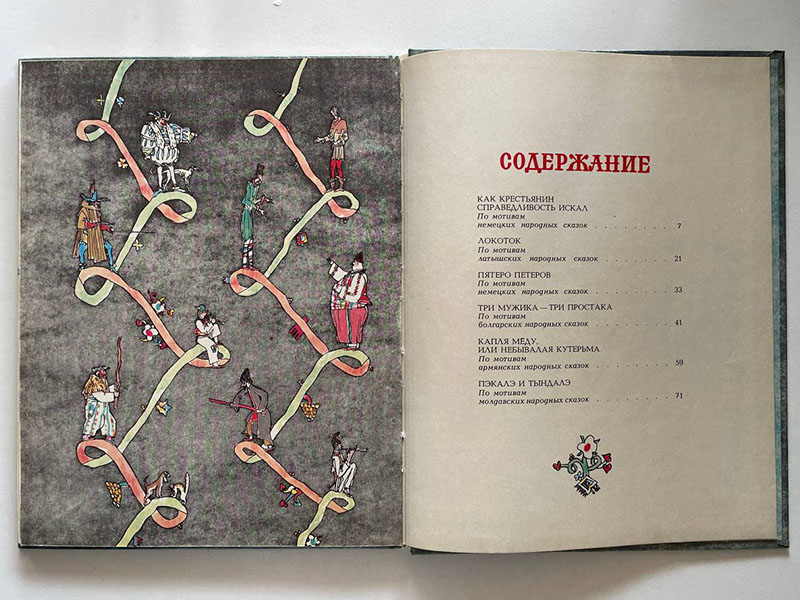 СОДЕРЖАНИЕ
КАК КРЕСТЬЯНИН
СПРАВЕДЛИВОСТЬ ИСКАЛ
По мотивам
немецких народных сказок . . . . . . . . 7
ЛОКОТОК
По мотивам
латышских народных сказок . . . . . . . . 21
ПЯТЕРО ПЕТЕРОВ
По мотивам
немецких народных сказок . . . . . . . . 33
ТРИ МУЖИКА — ТРИ ПРОСТАКА
По мотивам
болгарских народных сказок . . . . . . . . 41
КАПЛЯ МЁДУ,
ИЛИ НЕБЫВАЛАЯ КУТЕРЬМА
По мотивам
армянских народных сказок . . . . . . . . 59
ПЭКАЛЭ И ТЫНДАЛЭ
По мотивам
молдавских народных сказок . . . . . . . . 71